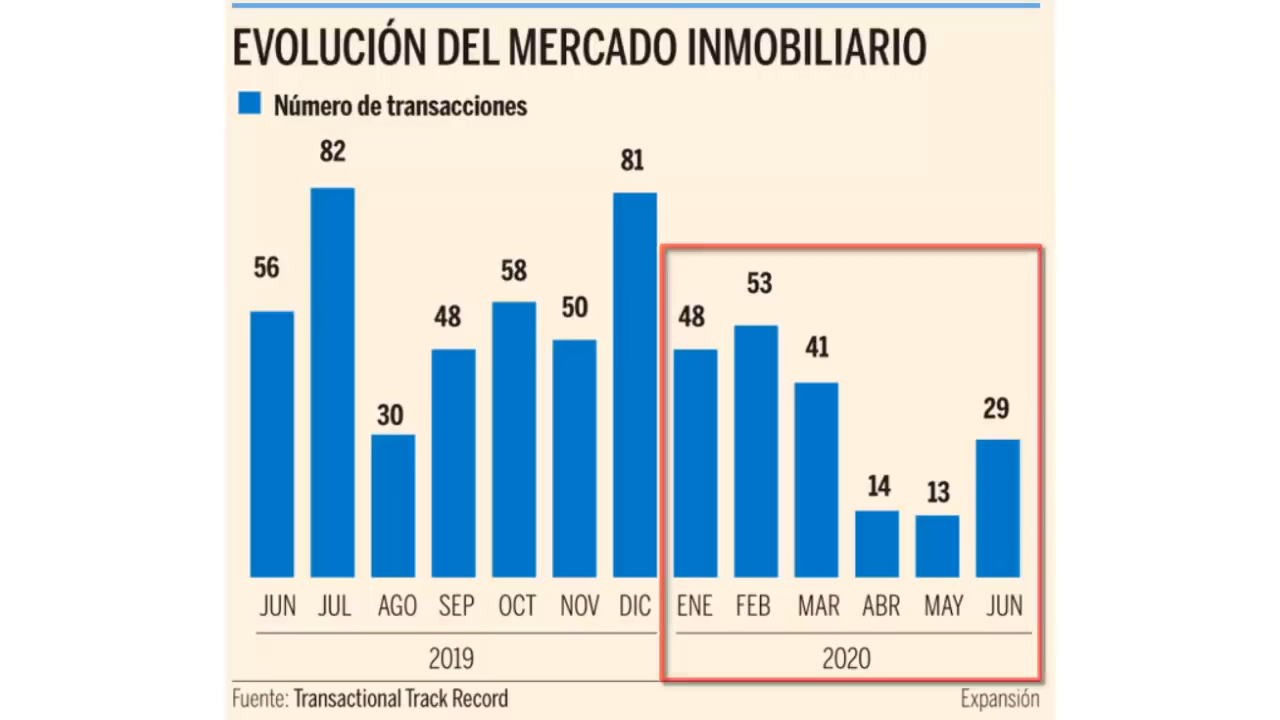 EVOLUCIÓN DEL MERCADO INMOBILIARIO
Número de transacciones
56 82 30 48 58 50 81 48 53 41 14 13 29
JUN JUL AGO SEP OCT NOV DIC ENE FEB MAR ABR MAY JUN
2019 2020
Fuente: Transactional Track Record Expansión